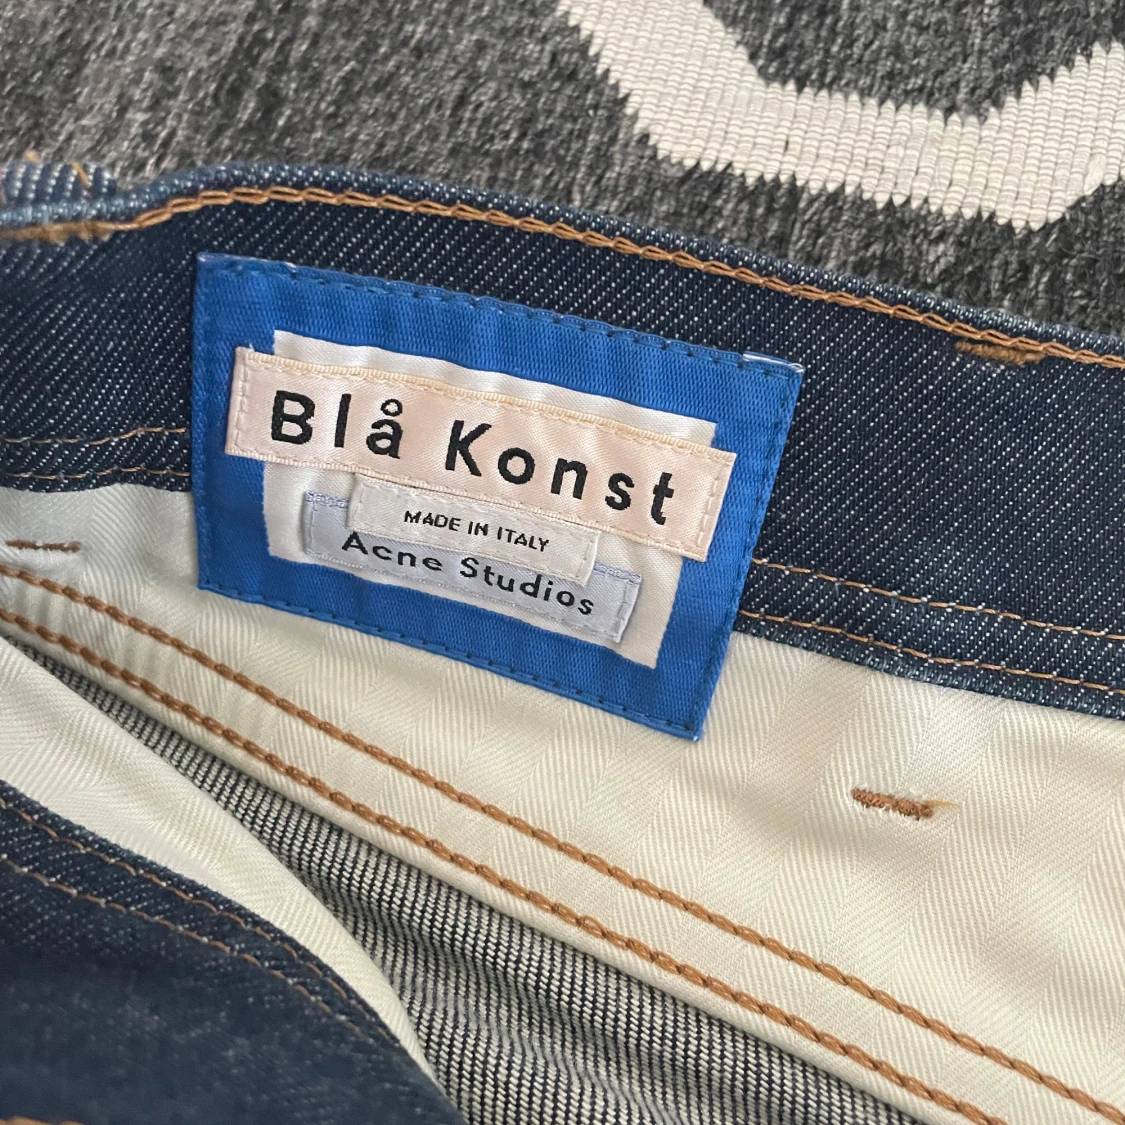 Blå Konst
MADE IN ITALY
Acne Studios